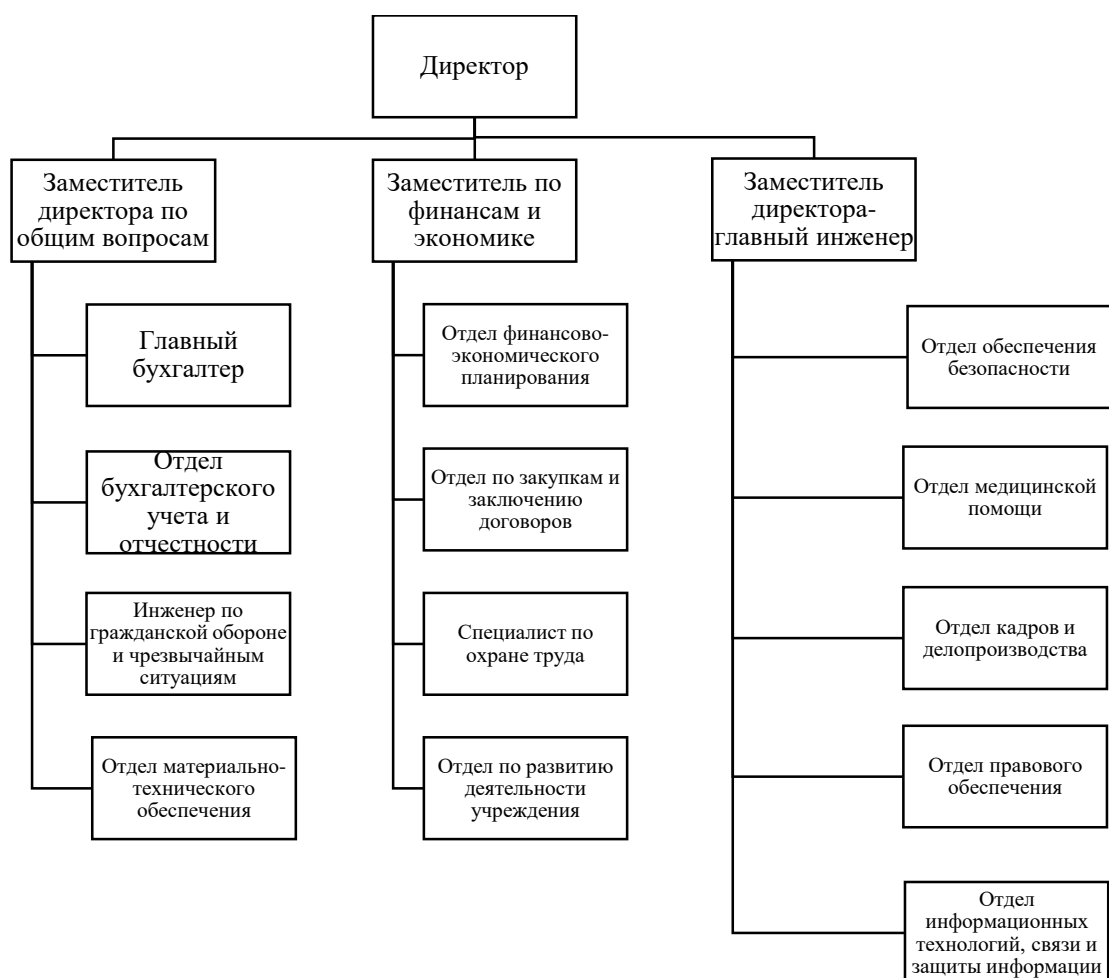 Директор
Заместитель
директора по
общим вопросам
Заместитель по
финансам и
экономике
Заместитель
директора-
главный инженер
Главный
бухгалтер
Отдел
бухгалтерского
учета и
отчестности
Инженер по
гражданской обороне
и чрезвычайным
ситуациям
Отдел материально-
технического
обеспечения
Отдел финансово-
экономического
планирования
Отдел по закупкам и
заключению
договоров
Специалист по
охране труда
Отдел по развитию
деятельности
учреждения
Отдел обеспечения
безопасности
Отдел медицинской
помощи
Отдел кадров и
делопроизводства
Отдел правового
обеспечения
Отдел
информационных
технологий, связи и
защиты информации